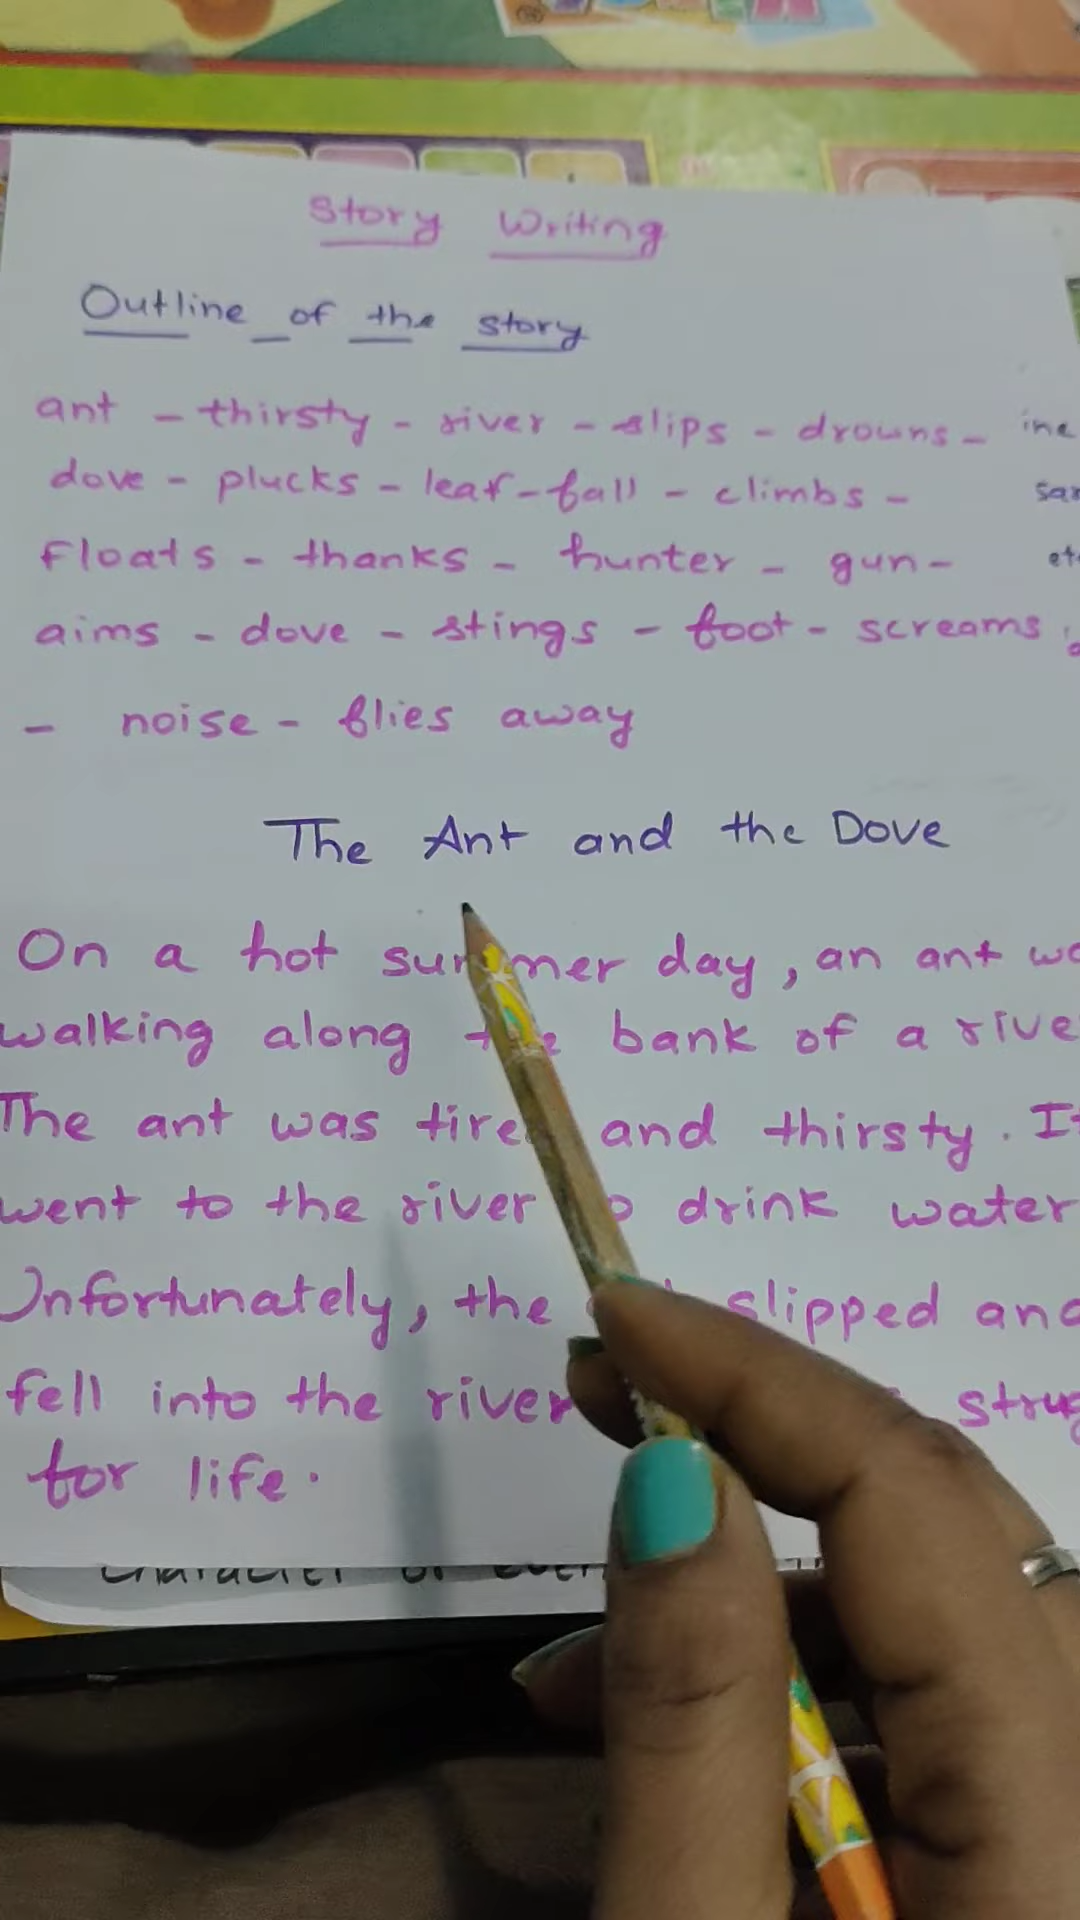 Story Writing
Outline of the story
ant - thirsty - river - slips - drowns -
dove - plucks - leaf - fall - climbs -
Floats - thanks - hunter - gun -
aims - dove - stings - foot - screams
- noise - flies away
The Ant and the Dove
On a hot summer day, an ant
walking along the bank of a
The ant was and thirsty.
went to the river drink water
Unfortunately, the slipped
fell into the river
for life.